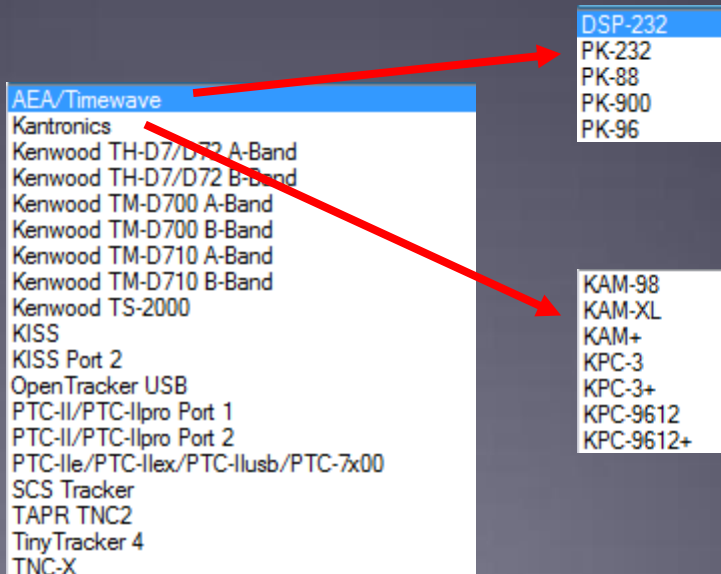 AEA/Timewave
Kantronics
Kenwood TH-D7/D72 A-Band
Kenwood TH-D7/D72 B-Band
Kenwood TM-D700 A-Band
Kenwood TM-D700 B-Band
Kenwood TM-D710 A-Band
Kenwood TM-D710 B-Band
Kenwood TS-2000
KISS
KISS Port 2
OpenTracker USB
PTC-II/PTC-IIpro Port 1
PTC-II/PTC-IIpro Port 2
PTC-IIe/PTC-IIex/PTC-IIusb/PTC-7x00
SCS Tracker
TAPR TNC2
TinyTracker 4
TNC-X
DSP-232
PK-232
PK-88
PK-900
PK-96
KAM-98
KAM-XL
KAM+
KPC-3
KPC-3+
KPC-9612
KPC-9612+